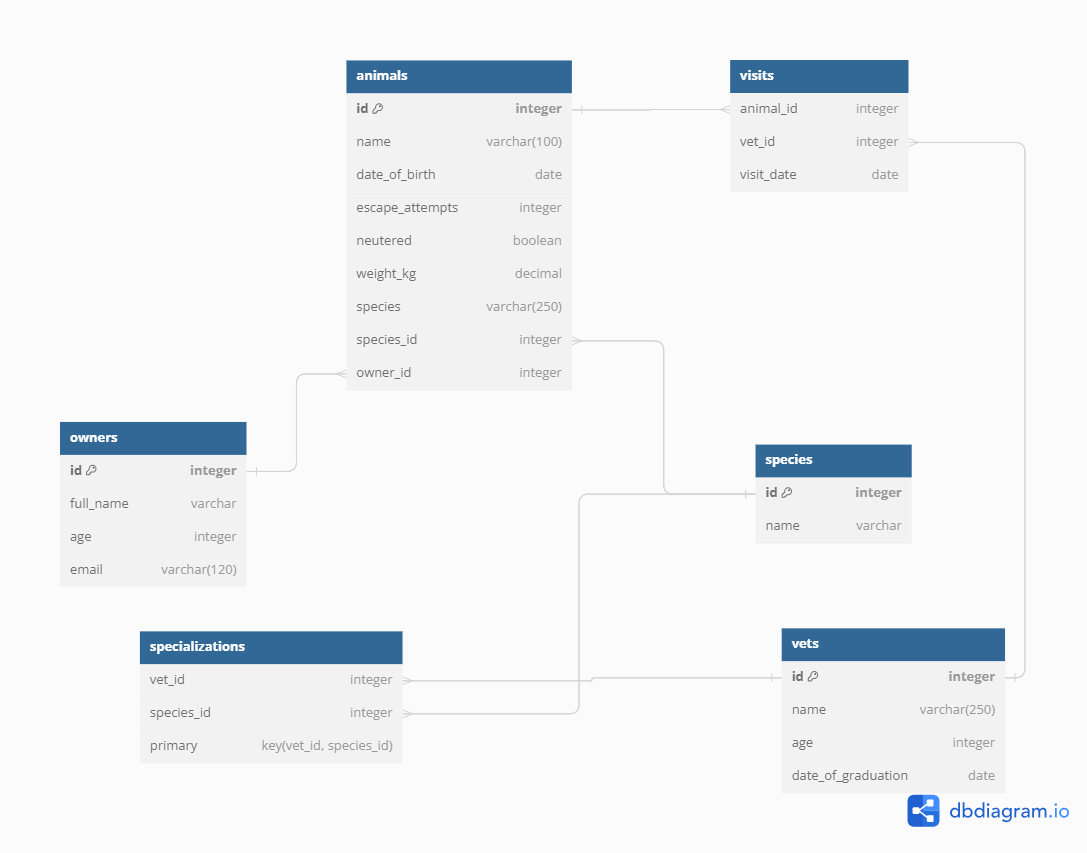 animals
id integer
name varchar(100)
date_of_birth date
escape_attempts integer
neutered boolean
weight_kg decimal
species varchar(250)
species_id integer
owner_id integer
visits
animal_id integer
vet_id integer
visit_date date
owners
id integer
full_name varchar
age integer
email varchar(120)
species
id integer
name varchar
specializations
vet_id integer
species_id integer
primary key(vet_id, species_id)
vets
id integer
name varchar(250)
age integer
date_of_graduation date
dbdiagram.io